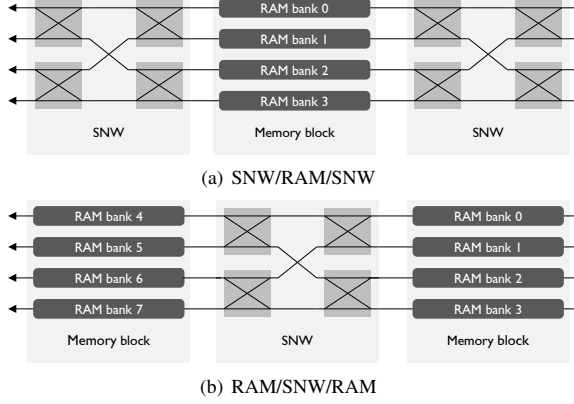 RAM bank 0
RAM bank 1
RAM bank 2
RAM bank 3
SNW Memory block SNW
(a) SNW/RAM/SNW
RAM bank 4 RAM bank 0
RAM bank 5 RAM bank 1
RAM bank 6 RAM bank 2
RAM bank 7 RAM bank 3
Memory block SNW Memory block
(b) RAM/SNW/RAM